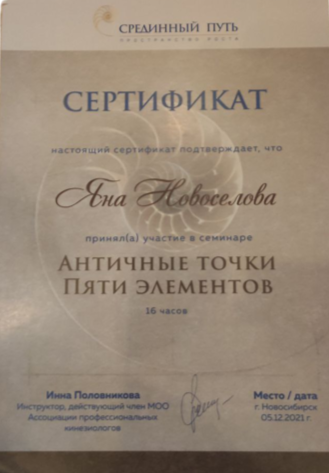 СРЕДИННЫЙ ПУТЬ
ПРОСТРАНСТВО РОСТА
СЕРТИФИКАТ
настоящий сертификат подтверждает, что
Яна Новоселова
принял(а) участие в семинаре
Античные точки
Пяти элементов
16 часов
Инна Половникова
Инструктор, действующий член МОО
Ассоциации профессиональных
кинезиологов
Место / дата
г. Новосибирск
05.12.2021 г.